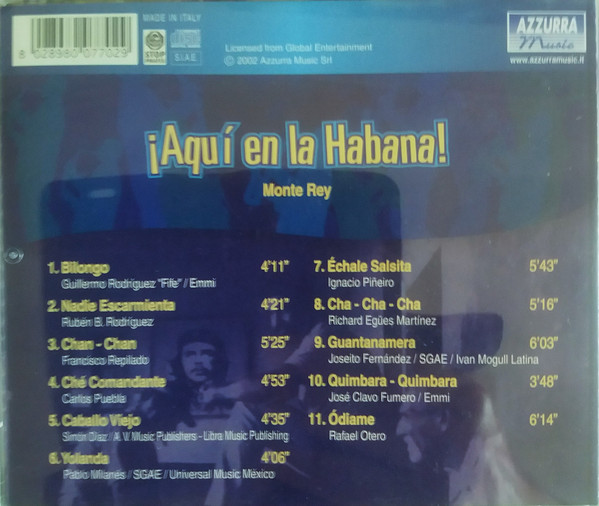 MADE IN ITALY
8 028980 077029
STOP
S.I.A.E.
Licensed from Global Entertainment
© 2002 Azzurra Music Srl
AZZURRA
Music
www.azzurramusic.it
¡Aquí en la Habana!
Monte Rey
1. Bilongo 4'11"
Guillermo Rodríguez "Fife" / Emmi
2. Nadie Escarmienta 4'21"
Rubén B. Rodríguez
3. Chan - Chan 5'25"
Francisco Repilado
4. Ché Comandante 4'53"
Carlos Puebla
5. Caballo Viejo 4'35"
Simón Díaz / A. V. Music Publishers - Libra Music Publishing
6. Yolanda 4'06"
Pablo Milanés / SGAE / Universal Music México
7. Échale Salsita 5'43"
Ignacio Piñeiro
8. Cha - Cha - Cha 5'16"
Richard Egües Martínez
9. Guantanamera 6'03"
Joseito Fernández / SGAE / Ivan Mogull Latina
10. Quimbara - Quimbara 3'48"
José Clavo Fumero / Emmi
11. Ódiame 6'14"
Rafael Otero